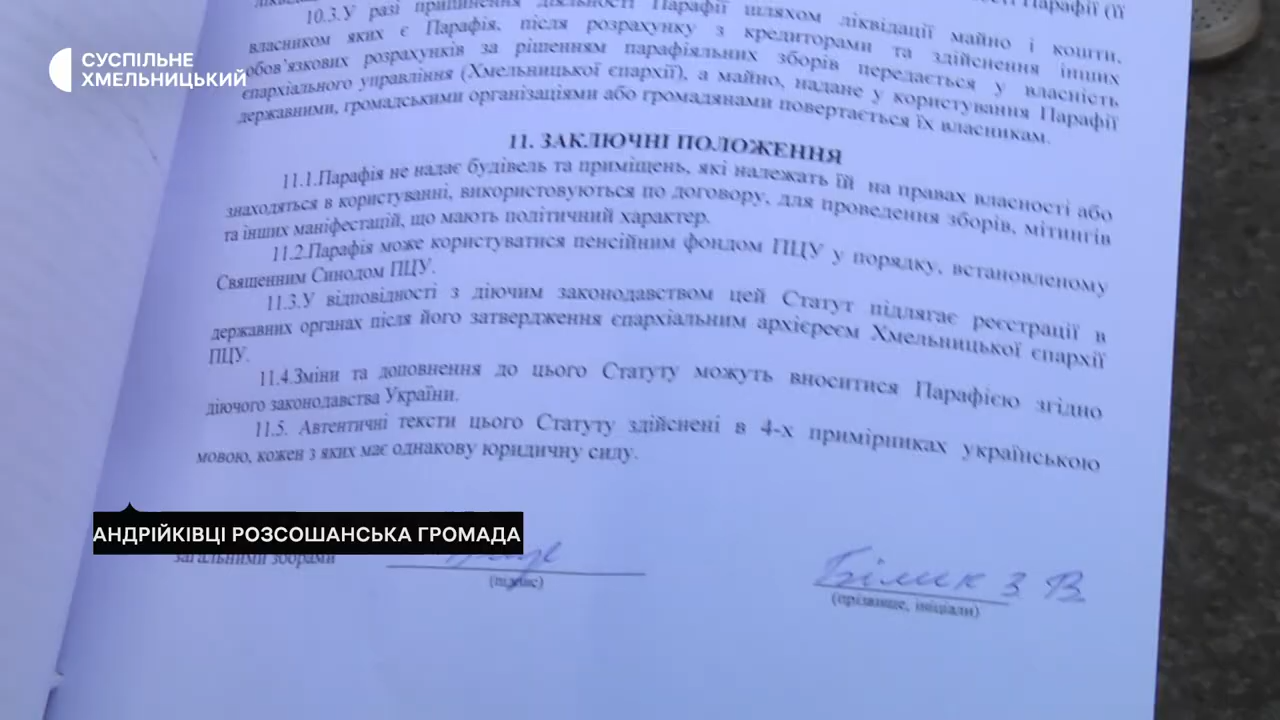 СУСПІЛЬНЕ
ХМЕЛЬНИЦЬКИЙ
10.3.У разі припинення діяльності Парафії шляхом ліквідації майно і кошти,
власником яких є Парафія, після розрахунку з кредиторами та здійснення інших
обов’язкових розрахунків за рішенням парафіяльних зборів передається у власність
єпархіального управління (Хмельницької єпархії), а майно, надане у користування Парафії
державними, громадськими організаціями або громадянами повертається їх власникам.
11. ЗАКЛЮЧНІ ПОЛОЖЕННЯ
11.1.Парафія не надає будівель та приміщень, які належать їй на правах власності або
знаходяться в користуванні, використовуються по договору, для проведення зборів, мітингів
та інших маніфестацій, що мають політичний характер.
11.2.Парафія може користуватися пенсійним фондом ПЦУ у порядку, встановленому
Священним Синодом ПЦУ.
11.3.У відповідності з діючим законодавством цей Статут підлягає реєстрації в
державних органах після його затвердження єпархіальним архієреєм Хмельницької єпархії
ПЦУ.
11.4.Зміни та доповнення до цього Статуту можуть вноситися Парафією згідно
діючого законодавства України.
11.5. Автентичні тексти цього Статуту здійснені в 4-х примірниках українською
мовою, кожен з яких має однакову юридичну силу.
АНДРІЙКІВЦІ РОЗСОШАНСЬКА ГРОМАДА
загальними зборами
(підпис)
Білик З В
(прізвище, ініціали)